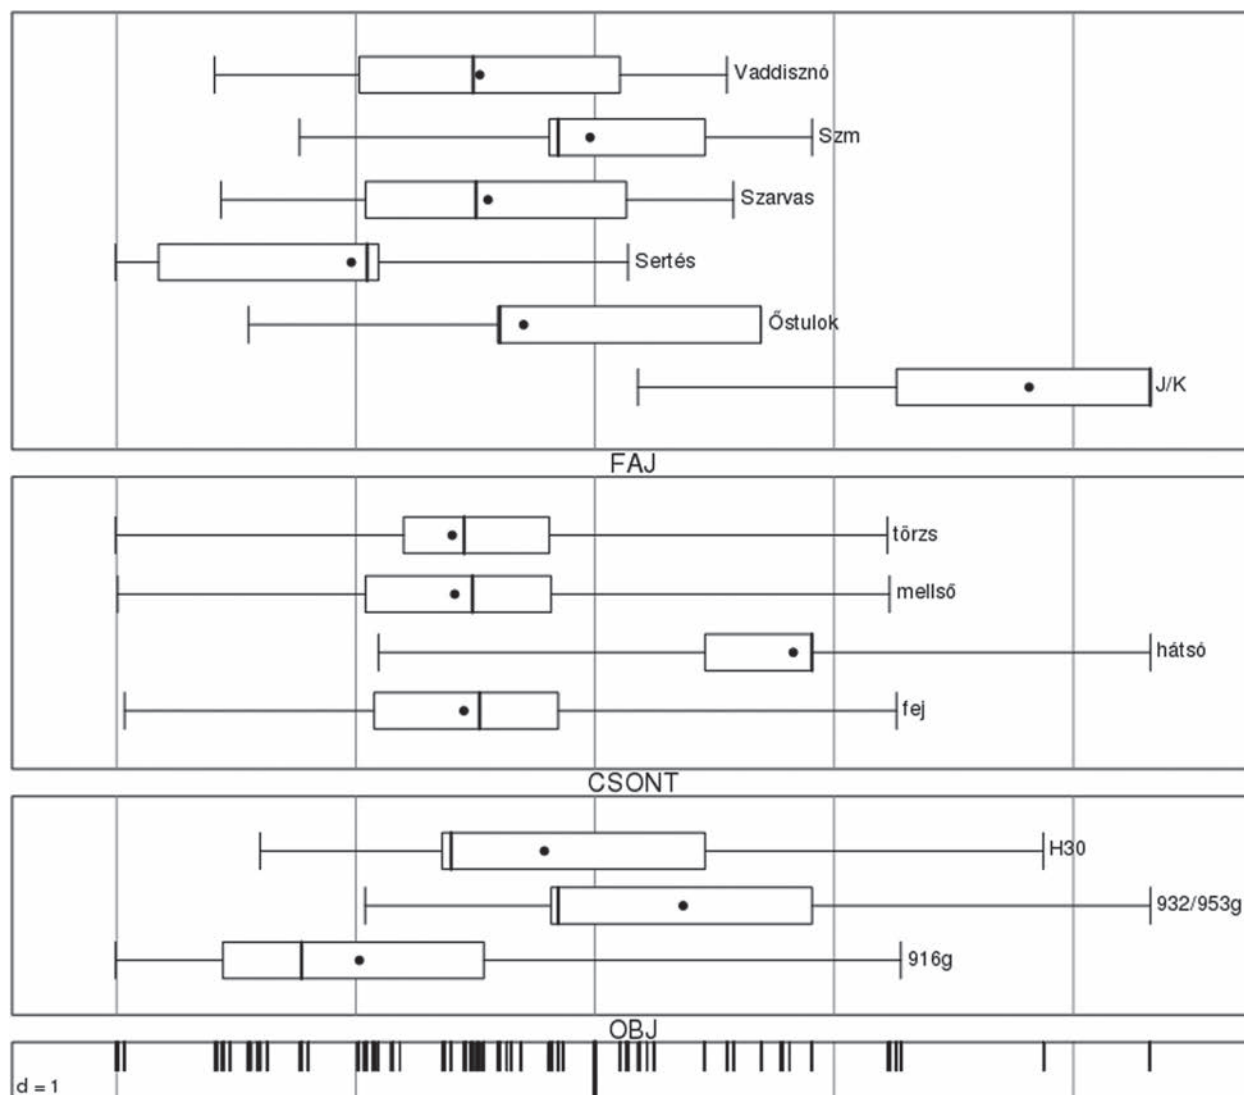 Vaddisznó
Szm
Szarvas
Sertés
Őstulok
J/K
FAJ
törzs
mellső
hátsó
fej
CSONT
H30
932/953g
916g
OBJ
d = 1